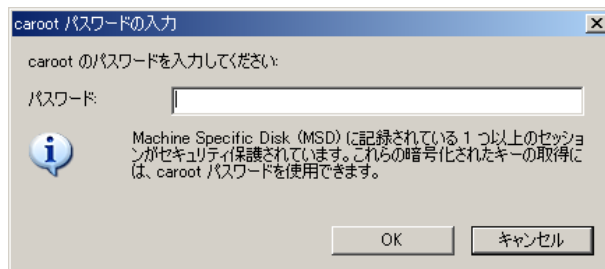 caroot パスワードの入力
caroot のパスワードを入力してください:
パスワード:
Machine Specific Disk (MSD) に記録されている 1 つ以上のセッショ
ンがセキュリティ保護されています。これらの暗号化されたキーの取得に
は、caroot パスワードを使用できます。
OK
キャンセル